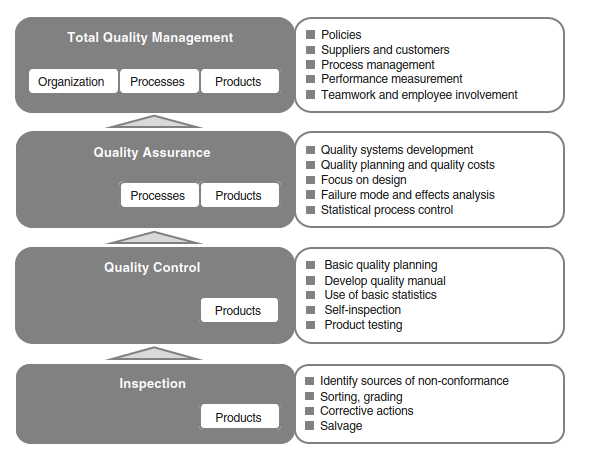 Total Quality Management
Organization
Processes
Products
Policies
Suppliers and customers
Process management
Performance measurement
Teamwork and employee involvement
Quality Assurance
Processes
Products
Quality systems development
Quality planning and quality costs
Focus on design
Failure mode and effects analysis
Statistical process control
Quality Control
Products
Basic quality planning
Develop quality manual
Use of basic statistics
Self-inspection
Product testing
Inspection
Products
Identify sources of non-conformance
Sorting, grading
Corrective actions
Salvage